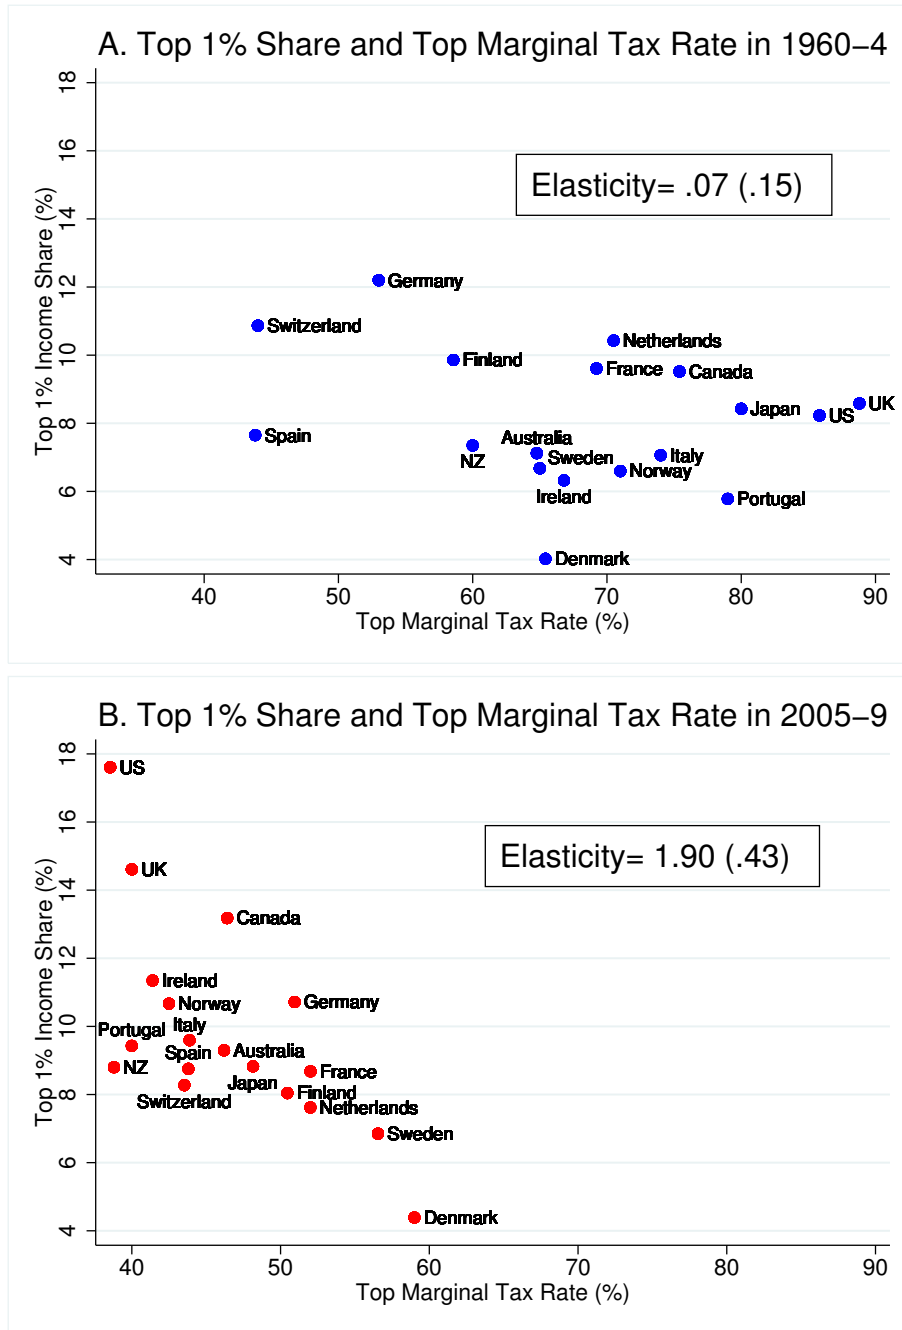 A. Top 1% Share and Top Marginal Tax Rate in 1960−4
Top 1% Income Share (%)
18
16
14
12
10
8
6
4
Elasticity= .07 (.15)
Germany
Switzerland
Netherlands
Finland
France
Canada
Japan
US
UK
Spain
Australia
NZ
Sweden
Italy
Norway
Ireland
Portugal
Denmark
40 50 60 70 80 90
Top Marginal Tax Rate (%)
B. Top 1% Share and Top Marginal Tax Rate in 2005−9
Top 1% Income Share (%)
18
16
14
12
10
8
6
4
US
Elasticity= 1.90 (.43)
UK
Canada
Ireland
Norway
Germany
Portugal
Italy
Spain
Australia
NZ
Japan
France
Switzerland
Finland
Netherlands
Sweden
Denmark
40 50 60 70 80 90
Top Marginal Tax Rate (%)